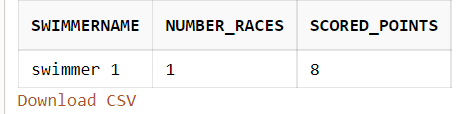 SWIMMERNAME NUMBER_RACES SCORED_POINTS
swimmer 1 1 8
Download CSV